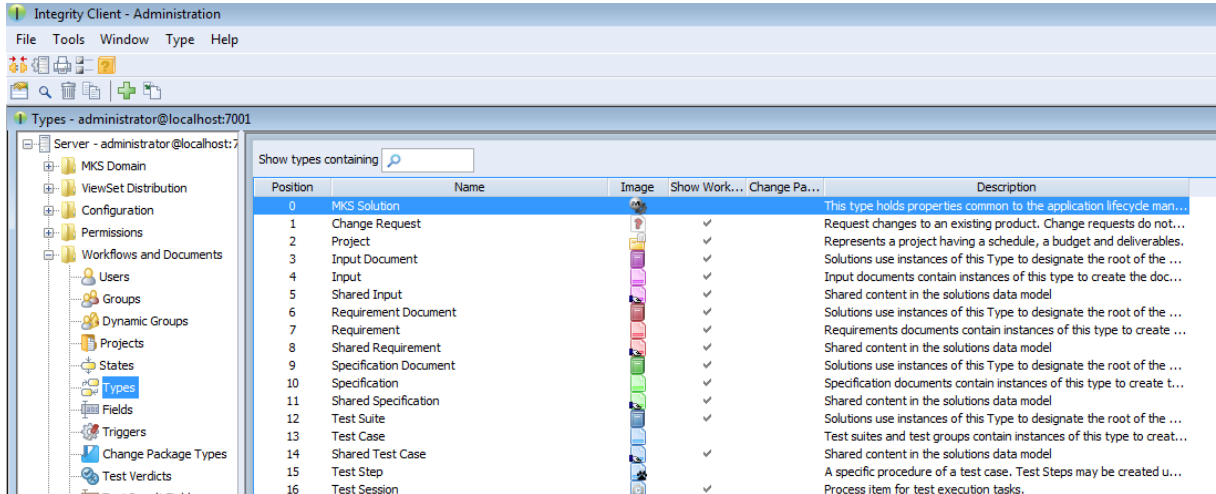 Integrity Client - Administration
File Tools Window Type Help
Types - administrator@localhost:7001
Server - administrator@localhost:7
MKS Domain
ViewSet Distribution
Configuration
Permissions
Workflows and Documents
Users
Groups
Dynamic Groups
Projects
States
Types
Fields
Triggers
Change Package Types
Test Verdicts
Show types containing
Position Name Image Show Work... Change Pa... Description
0 MKS Solution This type holds properties common to the application lifecycle man...
1 Change Request Request changes to an existing product. Change requests do not...
2 Project Represents a project having a schedule, a budget and deliverables.
3 Input Document Solutions use instances of this Type to designate the root of the ...
4 Input Input documents contain instances of this type to create the doc...
5 Shared Input Shared content in the solutions data model
6 Requirement Document Solutions use instances of this Type to designate the root of the ...
7 Requirement Requirements documents contain instances of this type to create ...
8 Shared Requirement Shared content in the solutions data model
9 Specification Document Solutions use instances of this Type to designate the root of the ...
10 Specification Specification documents contain instances of this type to create t...
11 Shared Specification Shared content in the solutions data model
12 Test Suite Solutions use instances of this Type to designate the root of the ...
13 Test Case Test suites and test groups contain instances of this type to creat...
14 Shared Test Case Shared content in the solutions data model
15 Test Step A specific procedure of a test case. Test Steps may be created u...
16 Test Session Process item for test execution tasks.